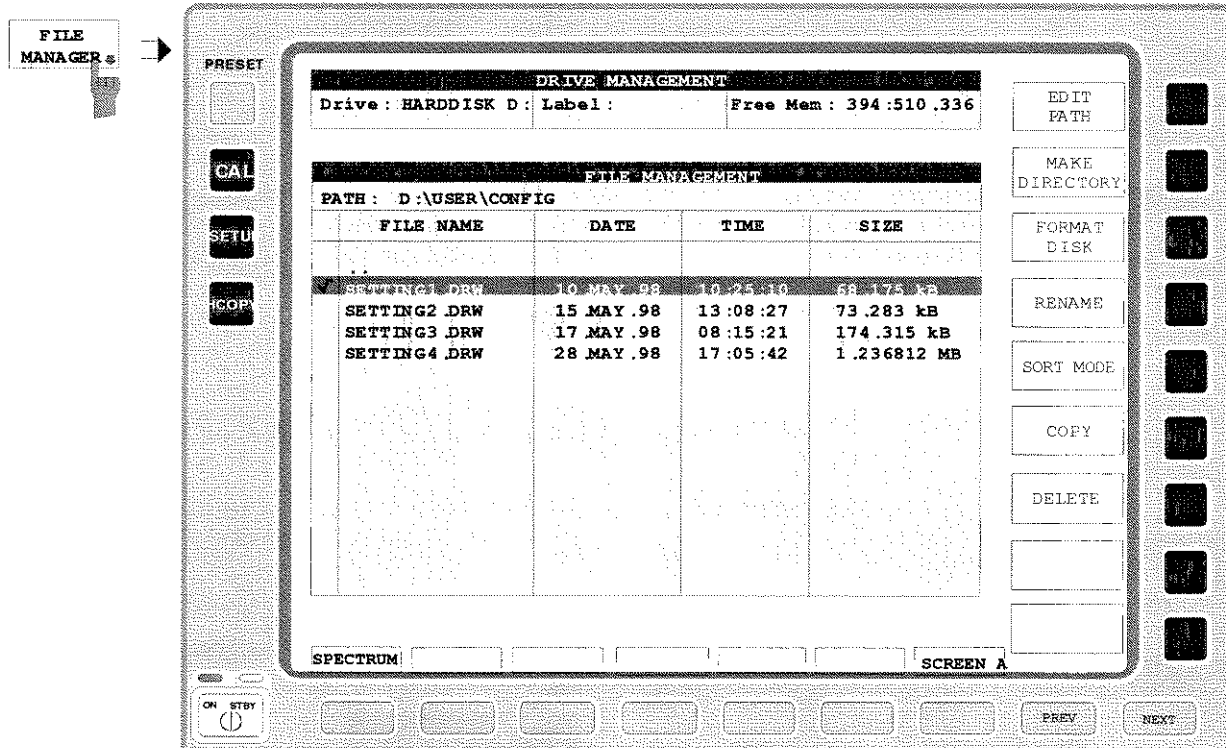 FILE
MANAGER
PRESET
CAL
SETU
HCOPY
DRIVE MANAGEMENT
Drive : HARDDISK D : Label : Free Mem : 394:510.336
FILE MANAGEMENT
PATH : D:\USER\CONFIG
FILE NAME DATE TIME SIZE
..
SETTING1.DRW 10.MAY.98 10:25:10 68.175 kB
SETTING2.DRW 15.MAY.98 13:08:27 73.283 kB
SETTING3.DRW 17.MAY.98 08:15:21 174.315 kB
SETTING4.DRW 28.MAY.98 17:05:42 1.236812 MB
EDIT
PATH
MAKE
DIRECTORY
FORMAT
DISK
RENAME
SORT MODE
COPY
DELETE
SPECTRUM
SCREEN A
ON STBY
PREV
NEXT